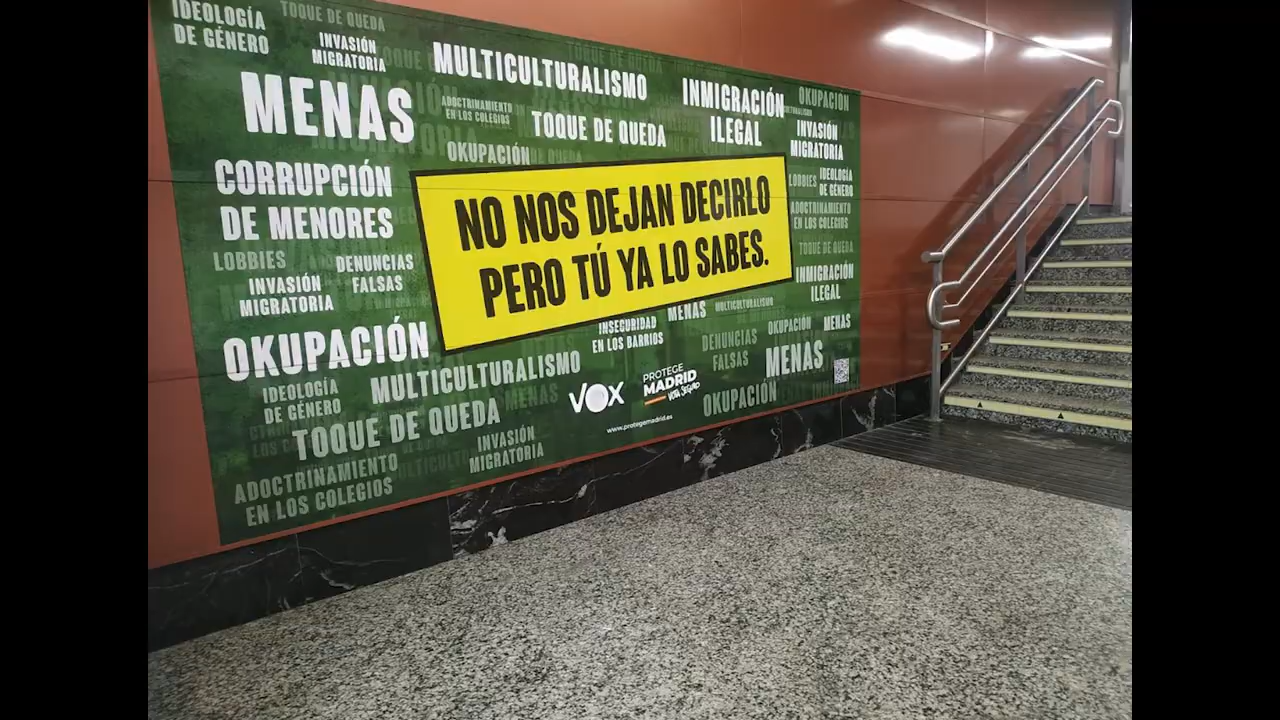 IDEOLOGÍA
DE GÉNERO
TOQUE DE QUEDA
INVASIÓN
MIGRATORIA
MULTICULTURALISMO
INMIGRACIÓN
ILEGAL
OKUPACIÓN
MENAS
ADOCTRINAMIENTO
EN LOS COLEGIOS
TOQUE DE QUEDA
INVASIÓN
MIGRATORIA
OKUPACIÓN
CORRUPCIÓN
DE MENORES
NO NOS DEJAN DECIRLO
PERO TÚ YA LO SABES.
LOBBIES
IDEOLOGÍA
DE GÉNERO
ADOCTRINAMIENTO
EN LOS COLEGIOS
LOBBIES
DENUNCIAS
FALSAS
TOQUE DE QUEDA
INVASIÓN
MIGRATORIA
INMIGRACIÓN
ILEGAL
OKUPACIÓN
INSEGURIDAD
EN LOS BARRIOS
MENAS
MULTICULTURALISMO
DENUNCIAS
FALSAS
OKUPACIÓN
MENAS
MENAS
IDEOLOGÍA
DE GÉNERO
MULTICULTURALISMO
MENAS
VOX
PROTEGE
MADRID
VOTA SEGURO
OKUPACIÓN
www.protegemadrid.es
TOQUE DE QUEDA
INVASIÓN
MIGRATORIA
ADOCTRINAMIENTO
EN LOS COLEGIOS